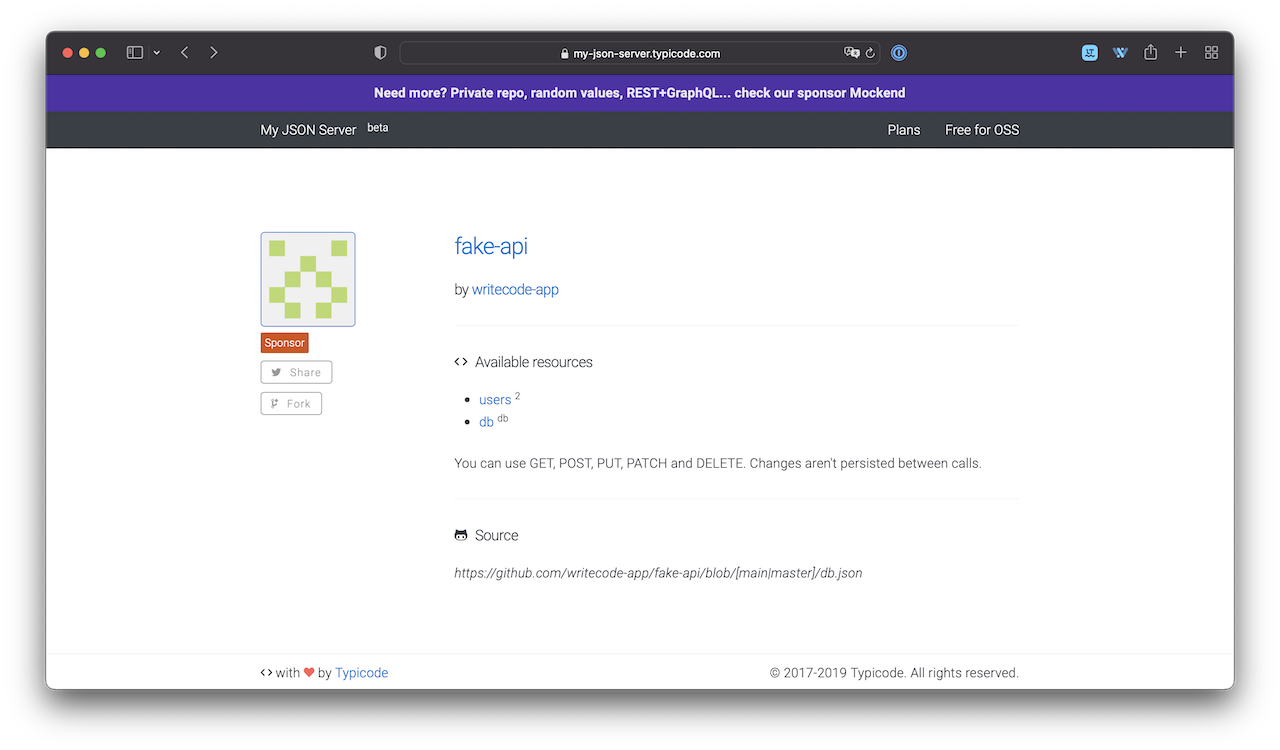 my-json-server.typicode.com
Need more? Private repo, random values, REST+GraphQL... check our sponsor Mockend
My JSON Server beta
Plans Free for OSS
fake-api
by writecode-app
Sponsor
Share
Fork
Available resources
users 2
db db
You can use GET, POST, PUT, PATCH and DELETE. Changes aren't persisted between calls.
Source
https://github.com/writecode-app/fake-api/blob/[main|master]/db.json
with ❤ by Typicode
© 2017-2019 Typicode. All rights reserved.